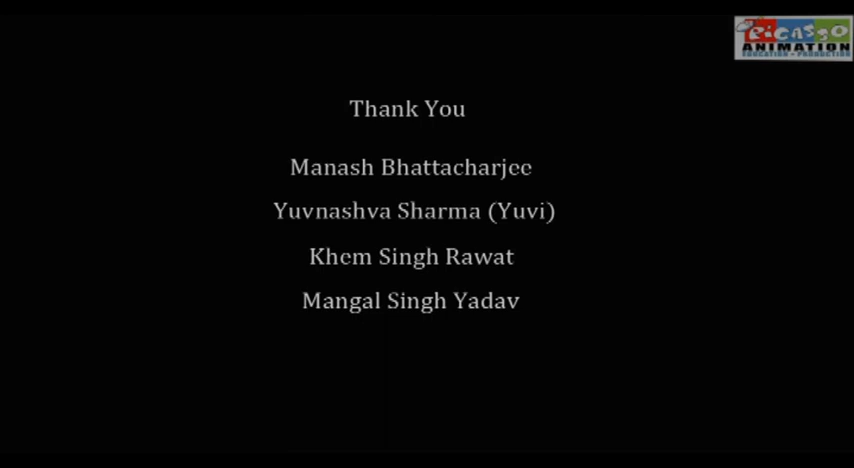 Picasso
ANIMATION
EDUCATION - PRODUCTION
Thank You
Manash Bhattacharjee
Yuvnashva Sharma (Yuvi)
Khem Singh Rawat
Mangal Singh Yadav